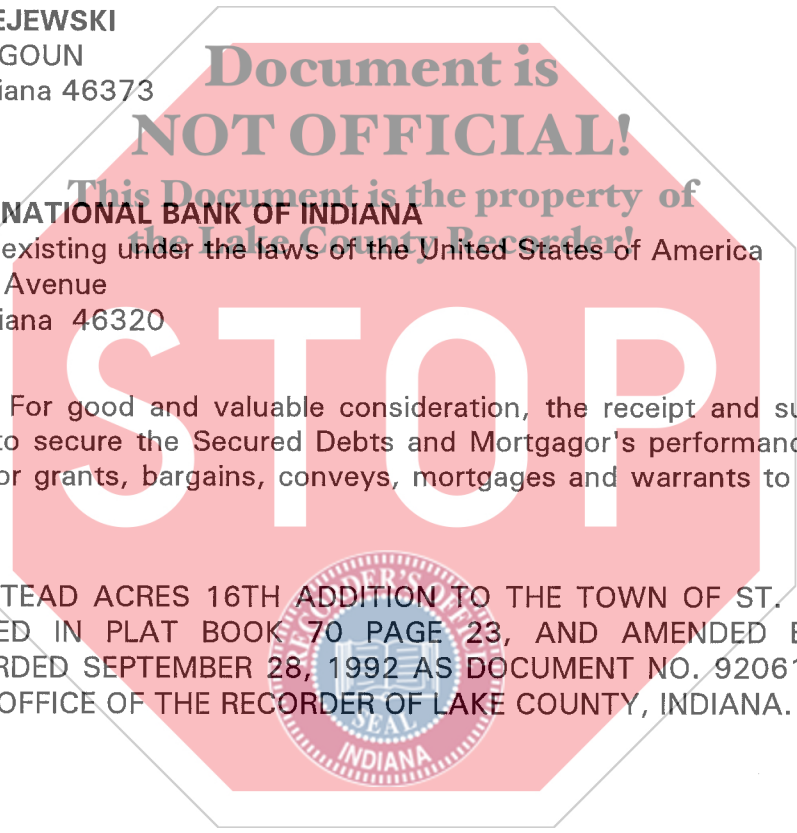 EJEWSKI
GOUN
iana 46373
Document is
NOT OFFICIAL!
This Document is the property of
the Lake County Recorder!
NATIONAL BANK OF INDIANA
existing under the laws of the United States of America
Avenue
iana 46320
STOP
For good and valuable consideration, the receipt and su
to secure the Secured Debts and Mortgagor's performanc
or grants, bargains, conveys, mortgages and warrants to
TEAD ACRES 16TH ADDITION TO THE TOWN OF ST.
ED IN PLAT BOOK 70 PAGE 23, AND AMENDED B
RDED SEPTEMBER 28, 1992 AS DOCUMENT NO. 92061
OFFICE OF THE RECORDER OF LAKE COUNTY, INDIANA.
RECORDER'S OFFICE
SEAL
INDIANA